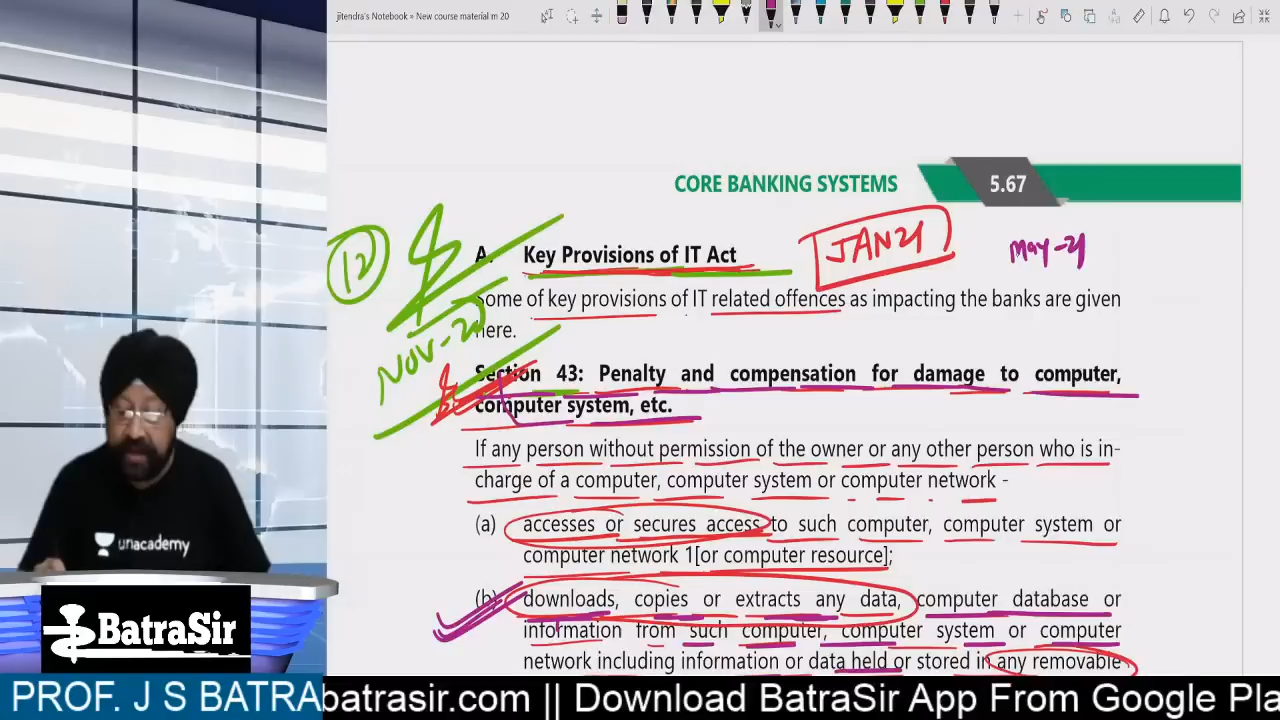 jitendra's Notebook » New course material m 20
CORE BANKING SYSTEMS 5.67
12
JAN 21
May-21
A. Key Provisions of IT Act
Some of key provisions of IT related offences as impacting the banks are given
here.
Nov-20
Section 43: Penalty and compensation for damage to computer,
computer system, etc.
If any person without permission of the owner or any other person who is in-
charge of a computer, computer system or computer network -
(a) accesses or secures access to such computer, computer system or
computer network 1[or computer resource];
(b) downloads, copies or extracts any data, computer database or
information from such computer, computer system or computer
network including information or data held or stored in any removable
unacademy
BatraSir
PROF. J S BATRA
batrasir.com || Download BatraSir App From Google Pla